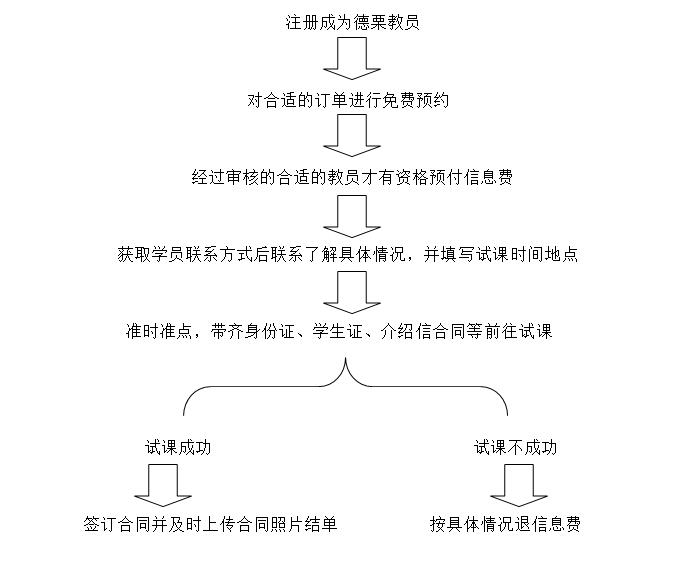 注册成为德栗教员
对合适的订单进行免费预约
经过审核的合适的教员才有资格预付信息费
获取学员联系方式后联系了解具体情况，并填写试课时间地点
准时准点，带齐身份证、学生证、介绍信合同等前往试课
试课成功
试课不成功
签订合同并及时上传合同照片结单
按具体情况退信息费